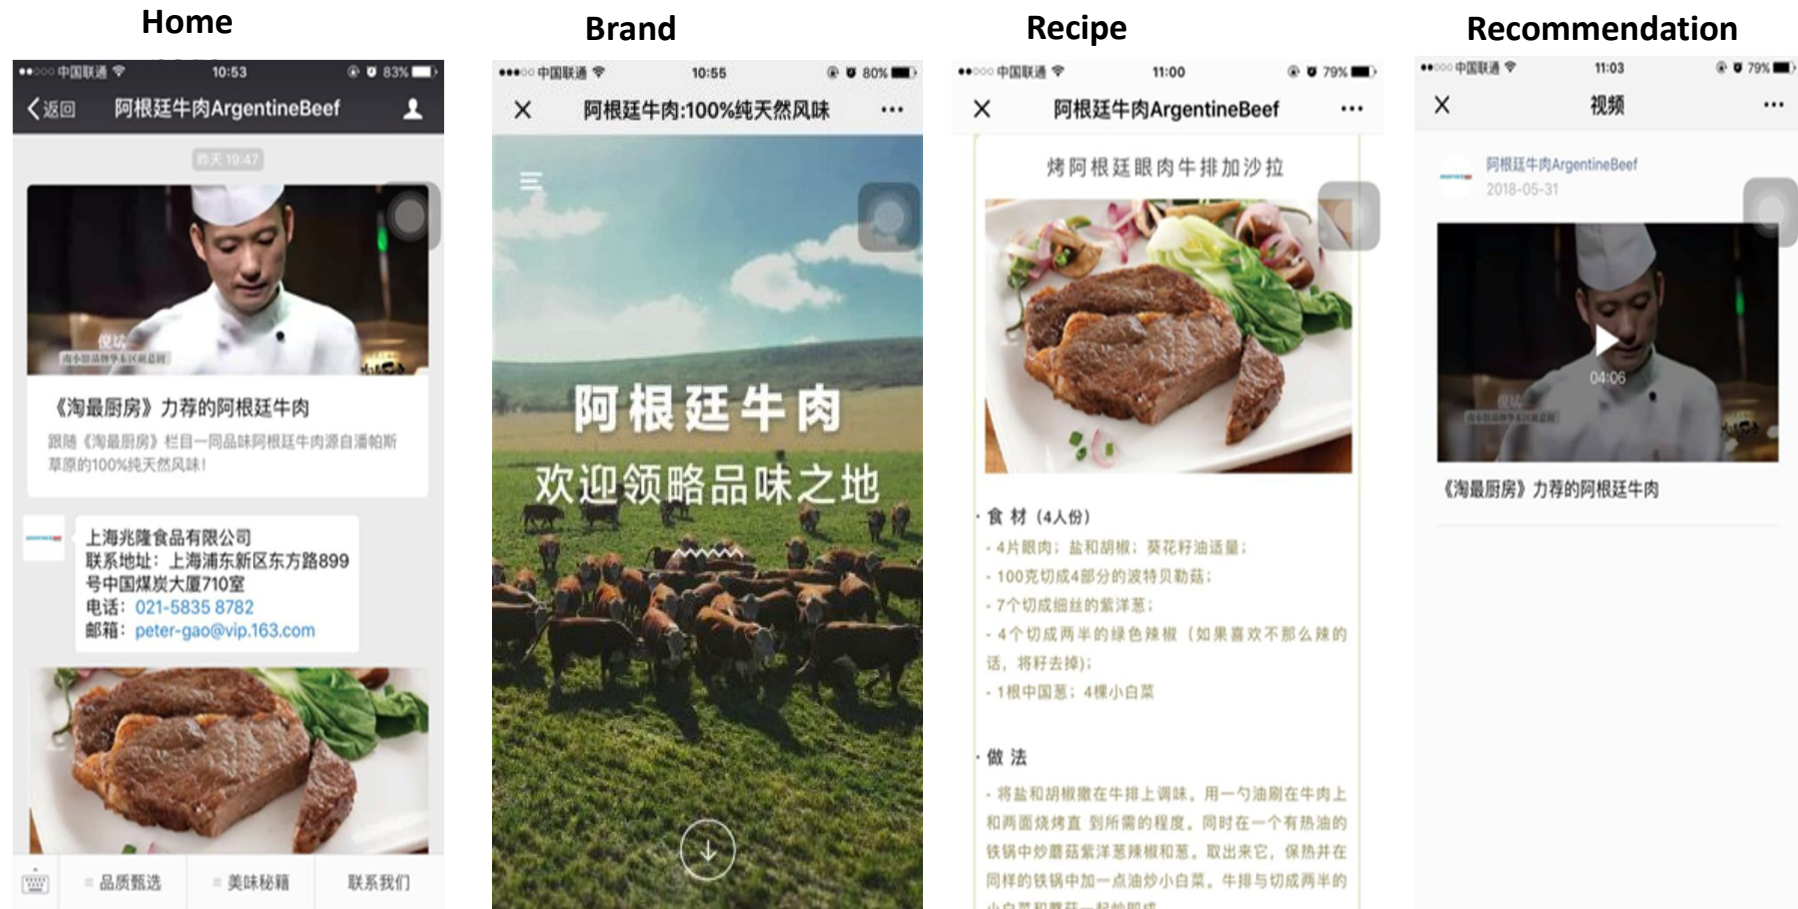 Home
中国联通
10:53
83%
返回
阿根廷牛肉ArgentineBeef
昨天 19:47
倪斌
《淘最厨房》力荐的阿根廷牛肉
跟随《淘最厨房》栏目一同品味阿根廷牛肉源自潘帕斯
草原的100%纯天然风味！
上海兆隆食品有限公司
联系地址：上海浦东新区东方路899
号中国煤炭大厦710室
电话：021-5835 8782
邮箱：peter-gao@vip.163.com
品质甄选
美味秘籍
联系我们
Brand
中国联通
10:55
80%
阿根廷牛肉:100%纯天然风味
阿根廷牛肉
欢迎领略品味之地
Recipe
中国联通
11:00
79%
阿根廷牛肉ArgentineBeef
烤阿根廷眼肉牛排加沙拉
· 食材（4人份）
- 4片眼肉；盐和胡椒；葵花籽油适量；
- 100克切成4部分的波特贝勒菇；
- 7个切成细丝的紫洋葱；
- 4个切成两半的绿色辣椒（如果喜欢不那么辣的
话，将籽去掉)；
- 1根中国葱；4棵小白菜
· 做法
- 将盐和胡椒撒在牛排上调味。用一勺油刷在牛肉上
和两面烧烤直 到所需的程度。同时在一个有热油的
铁锅中炒蘑菇紫洋葱辣椒和葱。取出来它，保热并在
同样的铁锅中加一点油炒小白菜。牛排与切成两半的
小白菜和蘑菇一起炒即成
Recommendation
中国联通
11:03
79%
视频
阿根廷牛肉ArgentineBeef
2018-05-31
04:06
《淘最厨房》力荐的阿根廷牛肉